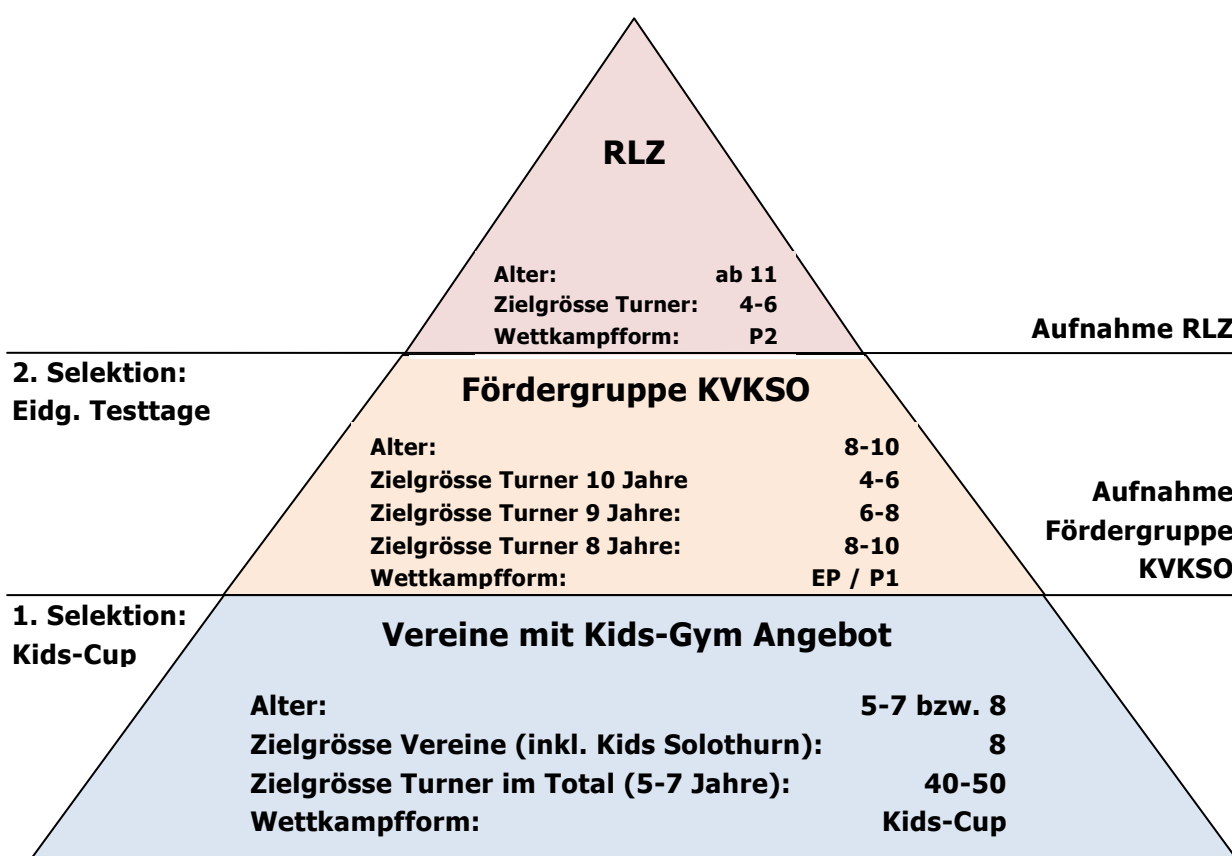 RLZ
Alter: ab 11
Zielgrösse Turner: 4-6
Wettkampfform: P2
Aufnahme RLZ
2. Selektion:
Eidg. Testtage
Fördergruppe KVKSO
Alter: 8-10
Zielgrösse Turner 10 Jahre 4-6
Zielgrösse Turner 9 Jahre: 6-8
Zielgrösse Turner 8 Jahre: 8-10
Wettkampfform: EP / P1
Aufnahme
Fördergruppe
KVKSO
1. Selektion:
Kids-Cup
Vereine mit Kids-Gym Angebot
Alter: 5-7 bzw. 8
Zielgrösse Vereine (inkl. Kids Solothurn): 8
Zielgrösse Turner im Total (5-7 Jahre): 40-50
Wettkampfform: Kids-Cup